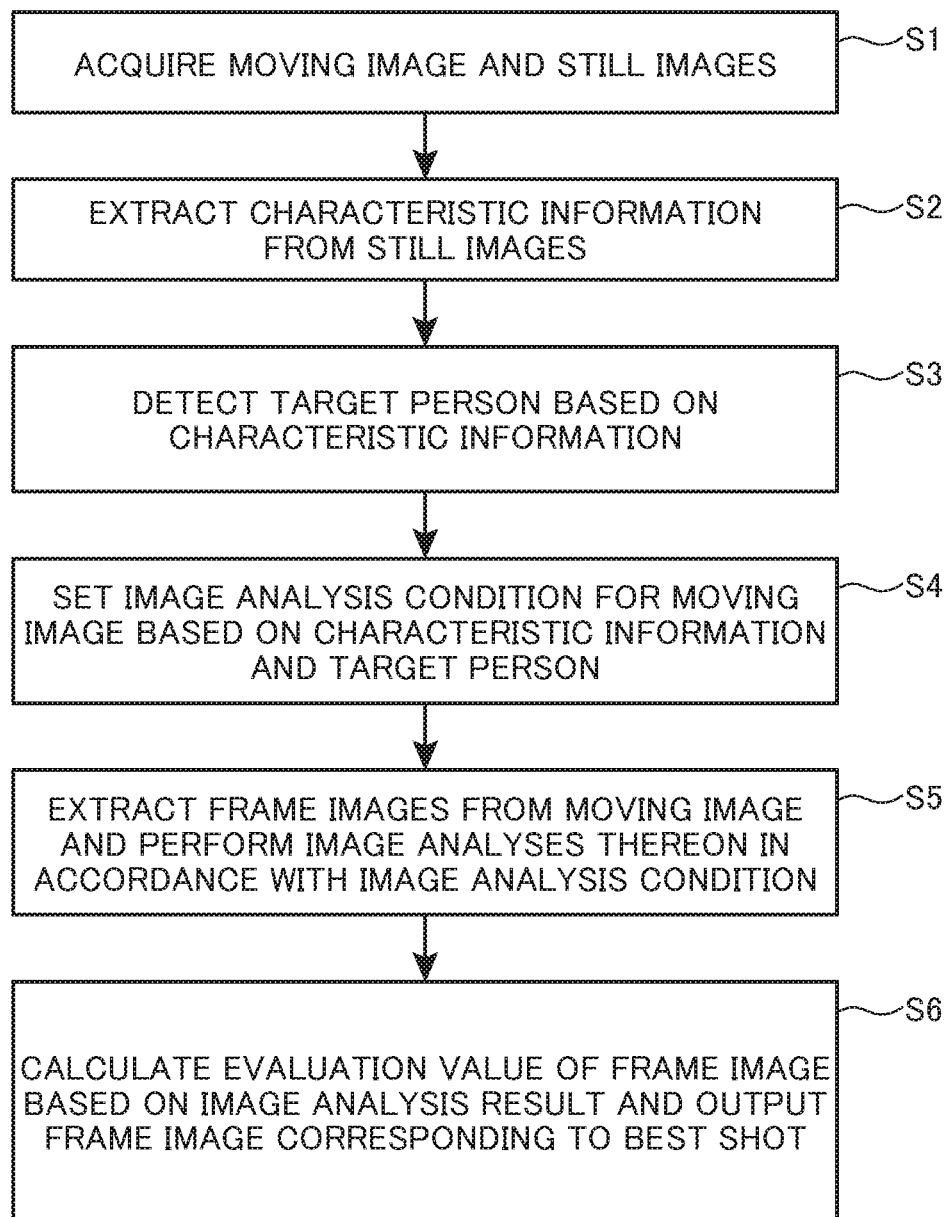 ACQUIRE MOVING IMAGE AND STILL IMAGES
S1
EXTRACT CHARACTERISTIC INFORMATION
FROM STILL IMAGES
S2
DETECT TARGET PERSON BASED ON
CHARACTERISTIC INFORMATION
S3
SET IMAGE ANALYSIS CONDITION FOR MOVING
IMAGE BASED ON CHARACTERISTIC INFORMATION
AND TARGET PERSON
S4
EXTRACT FRAME IMAGES FROM MOVING IMAGE
AND PERFORM IMAGE ANALYSES THEREON IN
ACCORDANCE WITH IMAGE ANALYSIS CONDITION
S5
CALCULATE EVALUATION VALUE OF FRAME IMAGE
BASED ON IMAGE ANALYSIS RESULT AND OUTPUT
FRAME IMAGE CORRESPONDING TO BEST SHOT
S6